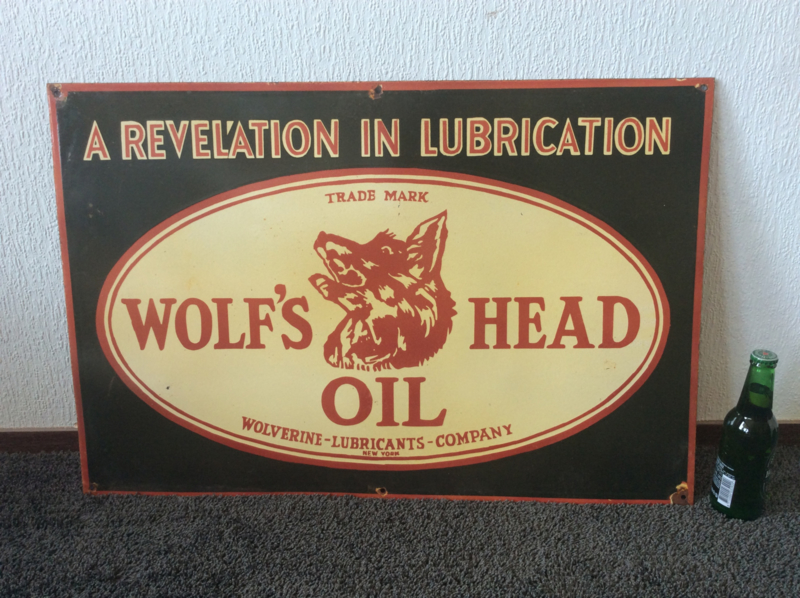 A REVELATION IN LUBRICATION
TRADE MARK
WOLF'S HEAD
OIL
WOLVERINE-LUBRICANTS-COMPANY
NEW YORK